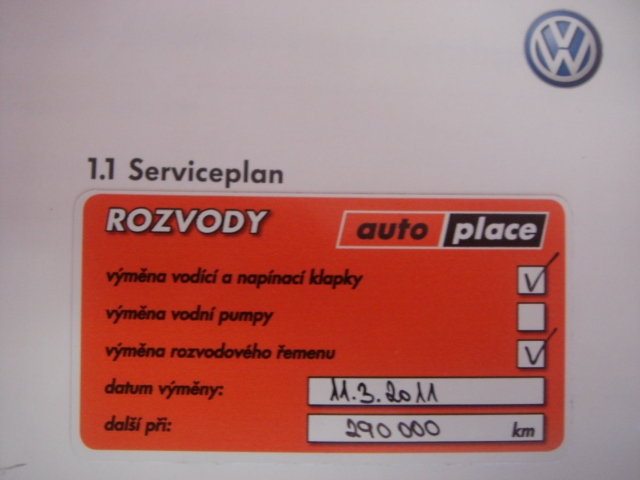 VW
1.1 Serviceplan
ROZVODY auto place
výměna vodící a napínací klapky
výměna vodní pumpy
výměna rozvodového řemenu
datum výměny: 11.3.2011
další při: 290 000 km